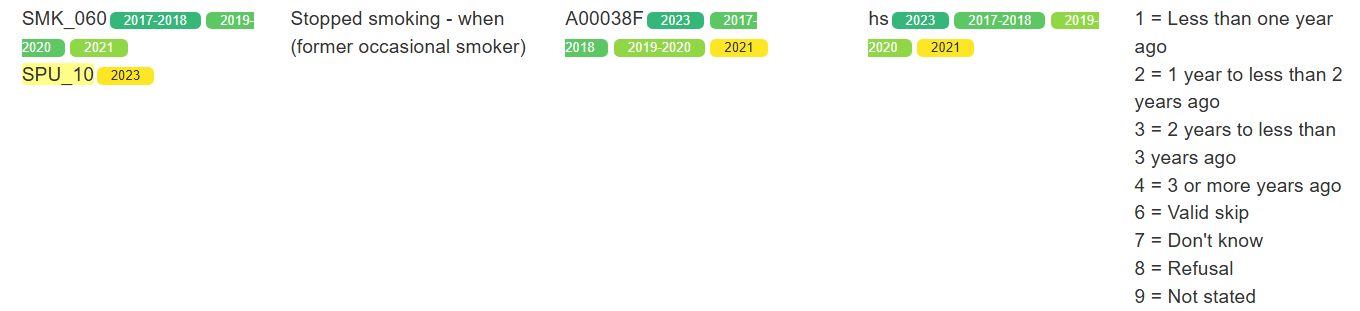 SMK_060 2017-2018 2019-
2020 2021
SPU_10 2023
Stopped smoking - when
(former occasional smoker)
A00038F 2023 2017-
2018 2019-2020 2021
hs 2023 2017-2018 2019-
2020 2021
1 = Less than one year
ago
2 = 1 year to less than 2
years ago
3 = 2 years to less than
3 years ago
4 = 3 or more years ago
6 = Valid skip
7 = Don't know
8 = Refusal
9 = Not stated